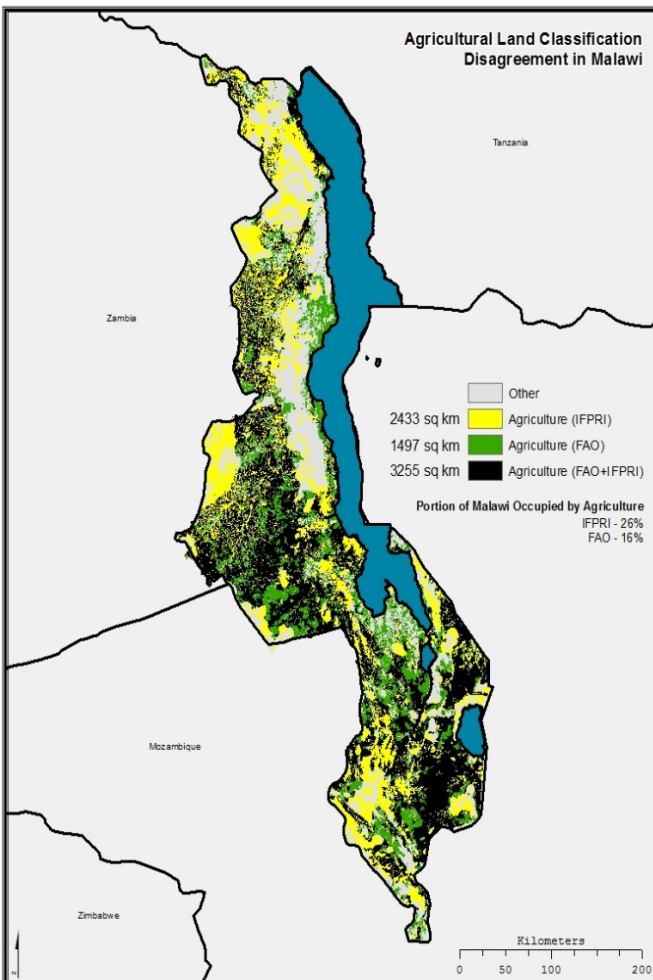 Agricultural Land Classification
Disagreement in Malawi
Tanzania
Zambia
Other
2433 sq km Agriculture (IFPRI)
1497 sq km Agriculture (FAO)
3255 sq km Agriculture (FAO+IFPRI)
Portion of Malawi Occupied by Agriculture
IFPRI - 26%
FAO - 16%
Mozambique
Zimbabwe
Kilometers
0 50 100 200